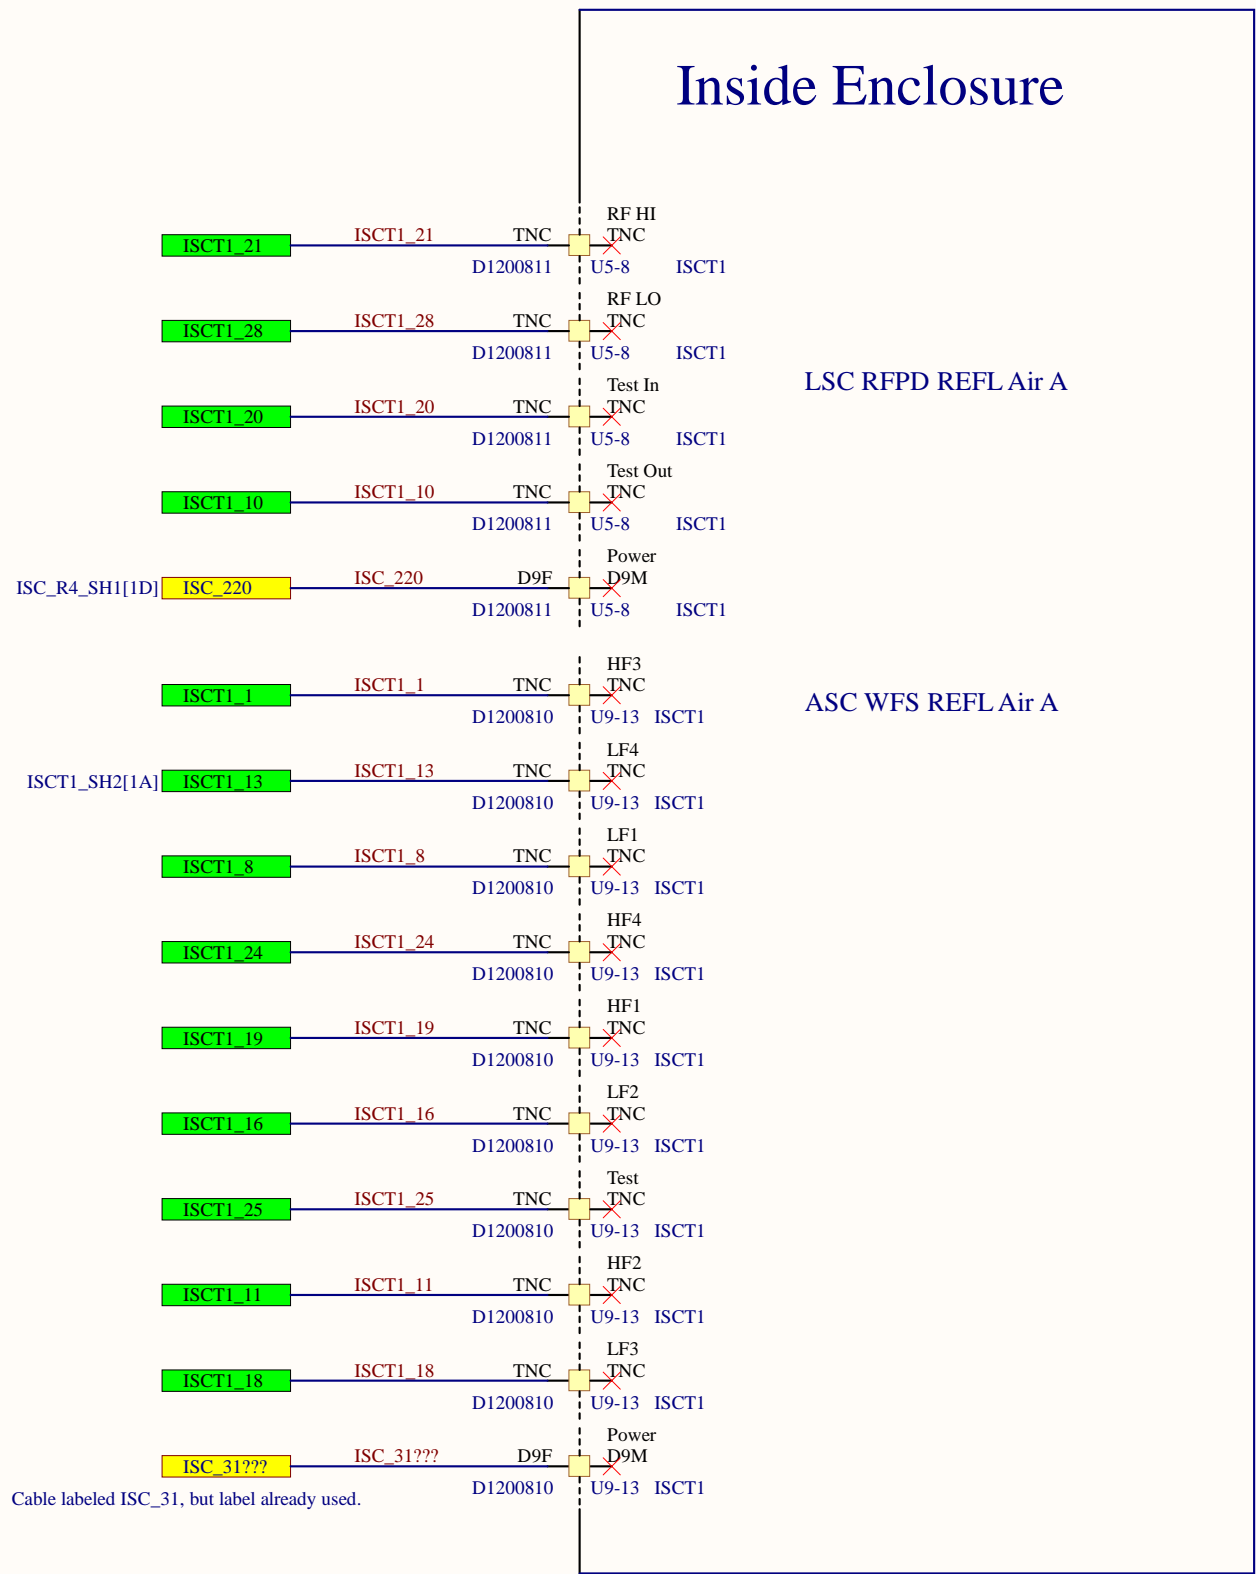 Inside Enclosure
RF HI
ISCT1_21 ISCT1_21 TNC TNC
D1200811 U5-8 ISCT1
RF LO
ISCT1_28 ISCT1_28 TNC TNC
D1200811 U5-8 ISCT1
LSC RFPD REFL Air A
Test In
ISCT1_20 ISCT1_20 TNC TNC
D1200811 U5-8 ISCT1
Test Out
ISCT1_10 ISCT1_10 TNC TNC
D1200811 U5-8 ISCT1
Power
ISC_R4_SH1[1D] ISC_220 ISC_220 D9F D9M
D1200811 U5-8 ISCT1
HF3
ISCT1_1 ISCT1_1 TNC TNC
ASC WFS REFL Air A
D1200810 U9-13 ISCT1
LF4
ISCT1_SH2[1A] ISCT1_13 ISCT1_13 TNC TNC
D1200810 U9-13 ISCT1
LF1
ISCT1_8 ISCT1_8 TNC TNC
D1200810 U9-13 ISCT1
HF4
ISCT1_24 ISCT1_24 TNC TNC
D1200810 U9-13 ISCT1
HF1
ISCT1_19 ISCT1_19 TNC TNC
D1200810 U9-13 ISCT1
LF2
ISCT1_16 ISCT1_16 TNC TNC
D1200810 U9-13 ISCT1
Test
ISCT1_25 ISCT1_25 TNC TNC
D1200810 U9-13 ISCT1
HF2
ISCT1_11 ISCT1_11 TNC TNC
D1200810 U9-13 ISCT1
LF3
ISCT1_18 ISCT1_18 TNC TNC
D1200810 U9-13 ISCT1
Power
ISC_31??? ISC_31??? D9F D9M
D1200810 U9-13 ISCT1
Cable labeled ISC_31, but label already used.